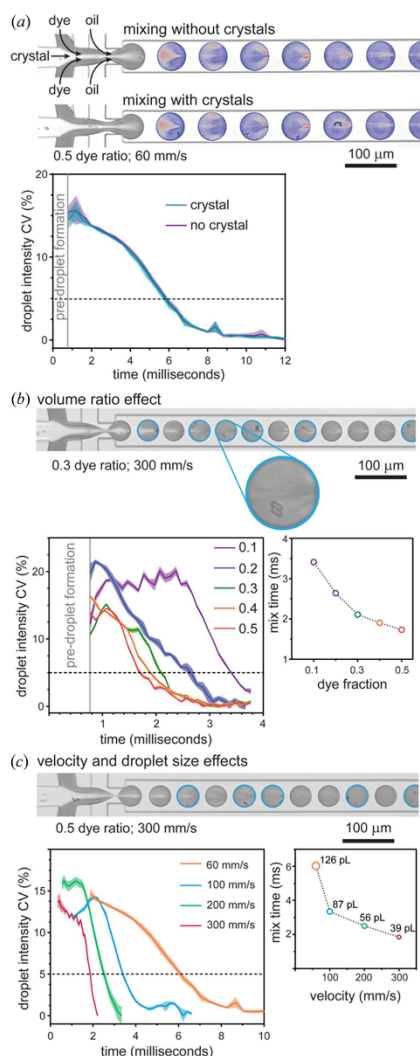 (a)
dye
oil
mixing without crystals
crystal
dye
oil
mixing with crystals
0.5 dye ratio; 60 mm/s
100 µm
droplet intensity CV (%)
pre-droplet formation
20
15
10
5
0
crystal
no crystal
0 2 4 6 8 10 12
time (milliseconds)
(b) volume ratio effect
0.3 dye ratio; 300 mm/s
100 µm
droplet intensity CV (%)
pre-droplet formation
20
15
10
5
0
0.1
0.2
0.3
0.4
0.5
0 1 2 3 4
time (milliseconds)
mix time (ms)
4
3
2
1
0.1 0.3 0.5
dye fraction
(c) velocity and droplet size effects
0.5 dye ratio; 300 mm/s
100 µm
droplet intensity CV (%)
20
15
10
5
0
60 mm/s
100 mm/s
200 mm/s
300 mm/s
0 2 4 6 8 10
time (milliseconds)
mix time (ms)
6
4
2
0
126 pL
87 pL
56 pL
39 pL
100 200 300
velocity (mm/s)